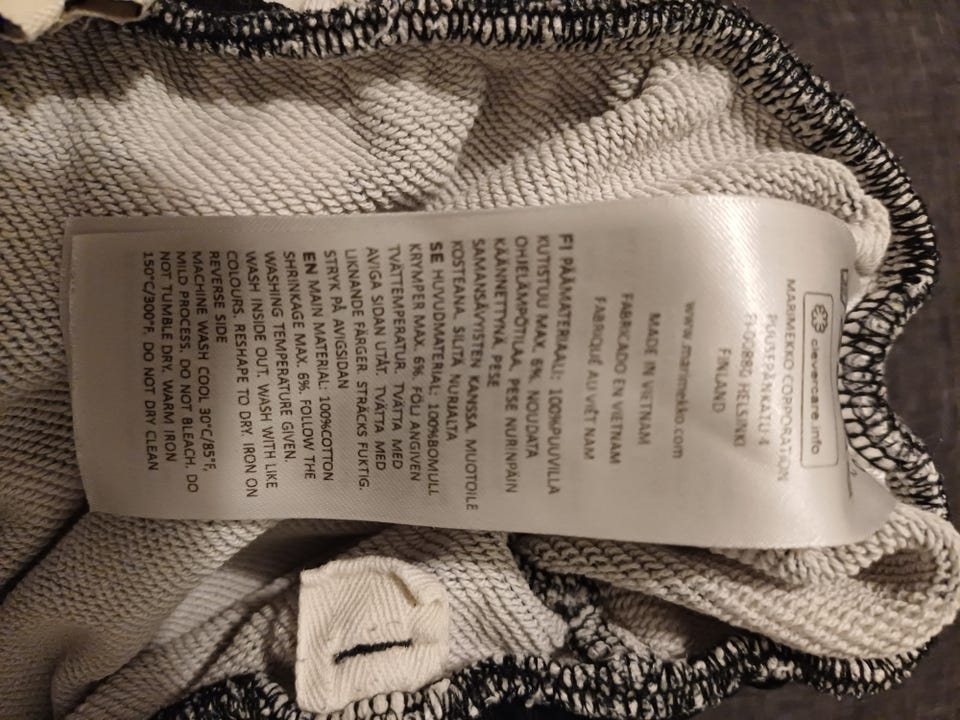 clevercare.info
MARIMEKKO CORPORATION
PUUSEPÄNKATU 4
FI-00880 HELSINKI
FINLAND
www.marimekko.com
MADE IN VIETNAM
FABRICADO EN VIETNAM
FABRIQUÉ AU VIÊT NAM
FI PÄÄMATERIAALI: 100%PUUVILLA
KUTISTUU MAX. 6%. NOUDATA
OHJELÄMPÖTILAA. PESE NURINPÄIN
KÄÄNNETTYNÄ. PESE
SAMANSÄVYISTEN KANSSA. MUOTOILE
KOSTEANA. SILITÄ NURJALTA
SE HUVUDMATERIAL: 100%BOMULL
KRYMPER MAX. 6%. FÖLJ ANGIVEN
TVÄTTEMPERATUR. TVÄTTA MED
AVIGA SIDAN UTÅT. TVÄTTA MED
LIKNANDE FÄRGER. STRÄCKS FUKTIG.
STRYK PÅ AVIGSIDAN
EN MAIN MATERIAL: 100%COTTON
SHRINKAGE MAX. 6%. FOLLOW THE
WASHING TEMPERATURE GIVEN.
WASH INSIDE OUT. WASH WITH LIKE
COLOURS. RESHAPE TO DRY. IRON ON
REVERSE SIDE
MACHINE WASH COOL 30°C/85°F,
MILD PROCESS. DO NOT BLEACH. DO
NOT TUMBLE DRY. WARM IRON
150°C/300°F. DO NOT DRY CLEAN